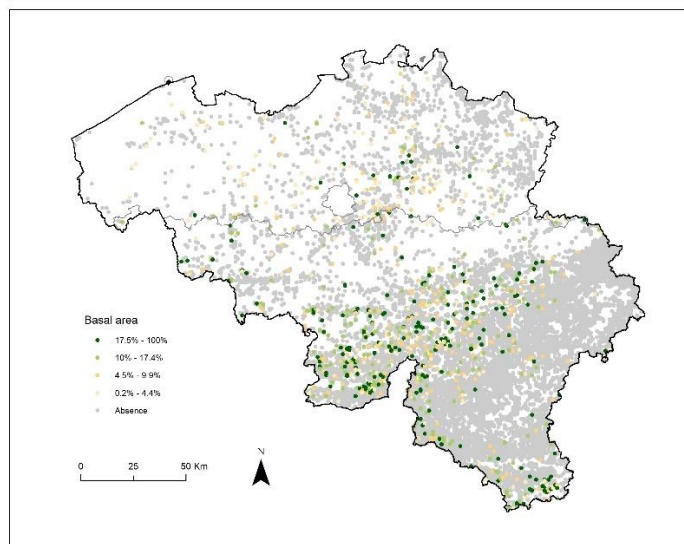 Basal area
17.5% - 100%
10% - 17.4%
4.5% - 9.9%
0.2% - 4.4%
Absence
N
0 25 50 Km